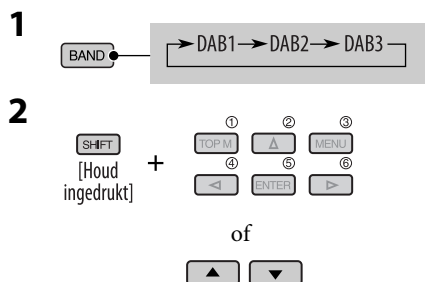 1
BAND DAB1 DAB2 DAB3
2
① ② ③
SHIFT + TOP M MENU
④ ⑤ ⑥
[Houd ENTER
ingedrukt]
of